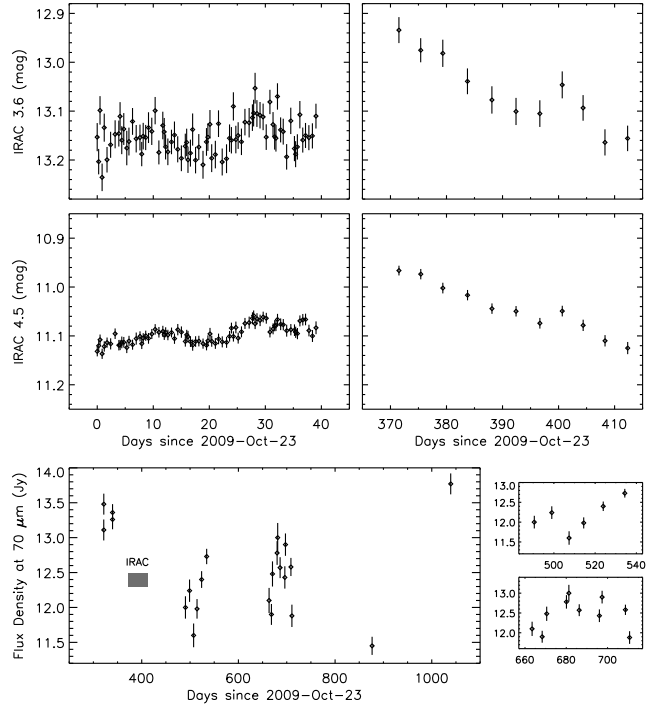 IRAC 3.6 (mag)
12.9
13.0
13.1
13.2
IRAC 4.5 (mag)
10.9
11.0
11.1
11.2
0 10 20 30 40
Days since 2009-Oct-23
370 380 390 400 410
Days since 2009-Oct-23
Flux Density at 70 μm (Jy)
14.0
13.5
13.0
12.5
12.0
11.5
IRAC
400 600 800 1000
Days since 2009-Oct-23
13.0
12.5
12.0
11.5
480 500 520 540
13.0
12.5
12.0
660 680 700